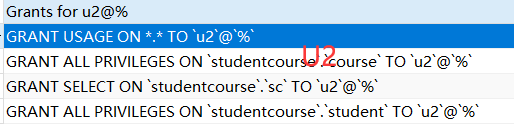 Grants for u2@%
GRANT USAGE ON *.* TO `u2`@`%`
U2
GRANT ALL PRIVILEGES ON `studentcourse`.`course` TO `u2`@`%`
GRANT SELECT ON `studentcourse`.`sc` TO `u2`@`%`
GRANT ALL PRIVILEGES ON `studentcourse`.`student` TO `u2`@`%`